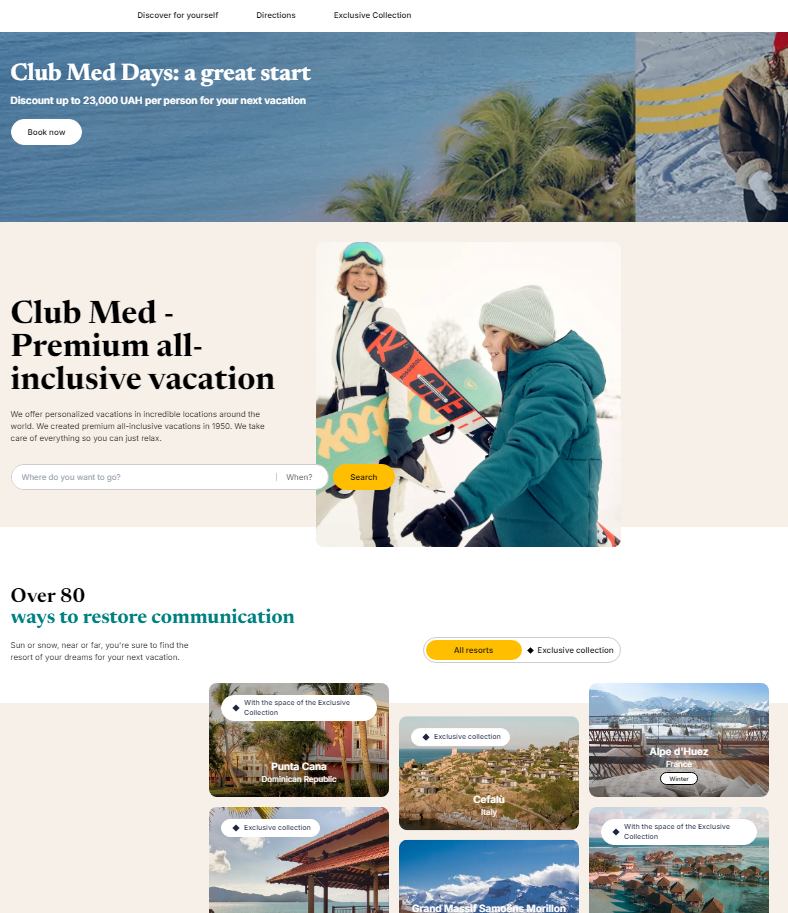 Discover for yourself
Directions
Exclusive Collection
Club Med Days: a great start
Discount up to 23,000 UAH per person for your next vacation
Book now
Club Med -
Premium all-
inclusive vacation
We offer personalized vacations in incredible locations around the
world. We created premium all-inclusive vacations in 1950. We take
care of everything so you can just relax.
Where do you want to go?
When?
Search
ROSSIGNOL
Over 80
ways to restore communication
Sun or snow, near or far, you're sure to find the
resort of your dreams for your next vacation.
All resorts
Exclusive collection
With the space of the Exclusive
Collection
Punta Cana
Dominican Republic
Exclusive collection
Cefalù
Italy
Alpe d'Huez
France
Winter
Exclusive collection
Grand Massif Samoëns Morillon
With the space of the Exclusive
Collection